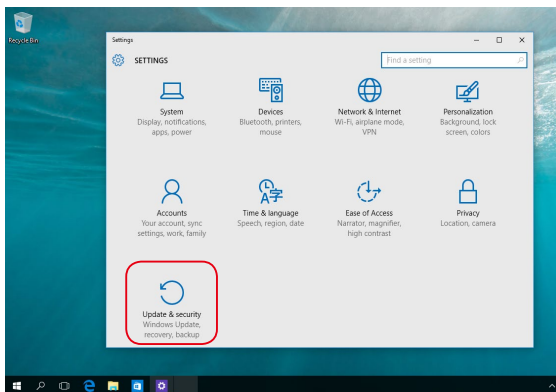 Recycle Bin
Settings
SETTINGS
Find a setting
System
Display, notifications,
apps, power
Devices
Bluetooth, printers,
mouse
Network & Internet
Wi-Fi, airplane mode,
VPN
Personalization
Background, lock
screen, colors
Accounts
Your account, sync
settings, work, family
Time & language
Speech, region, date
Ease of Access
Narrator, magnifier,
high contrast
Privacy
Location, camera
Update & security
Windows Update,
recovery, backup